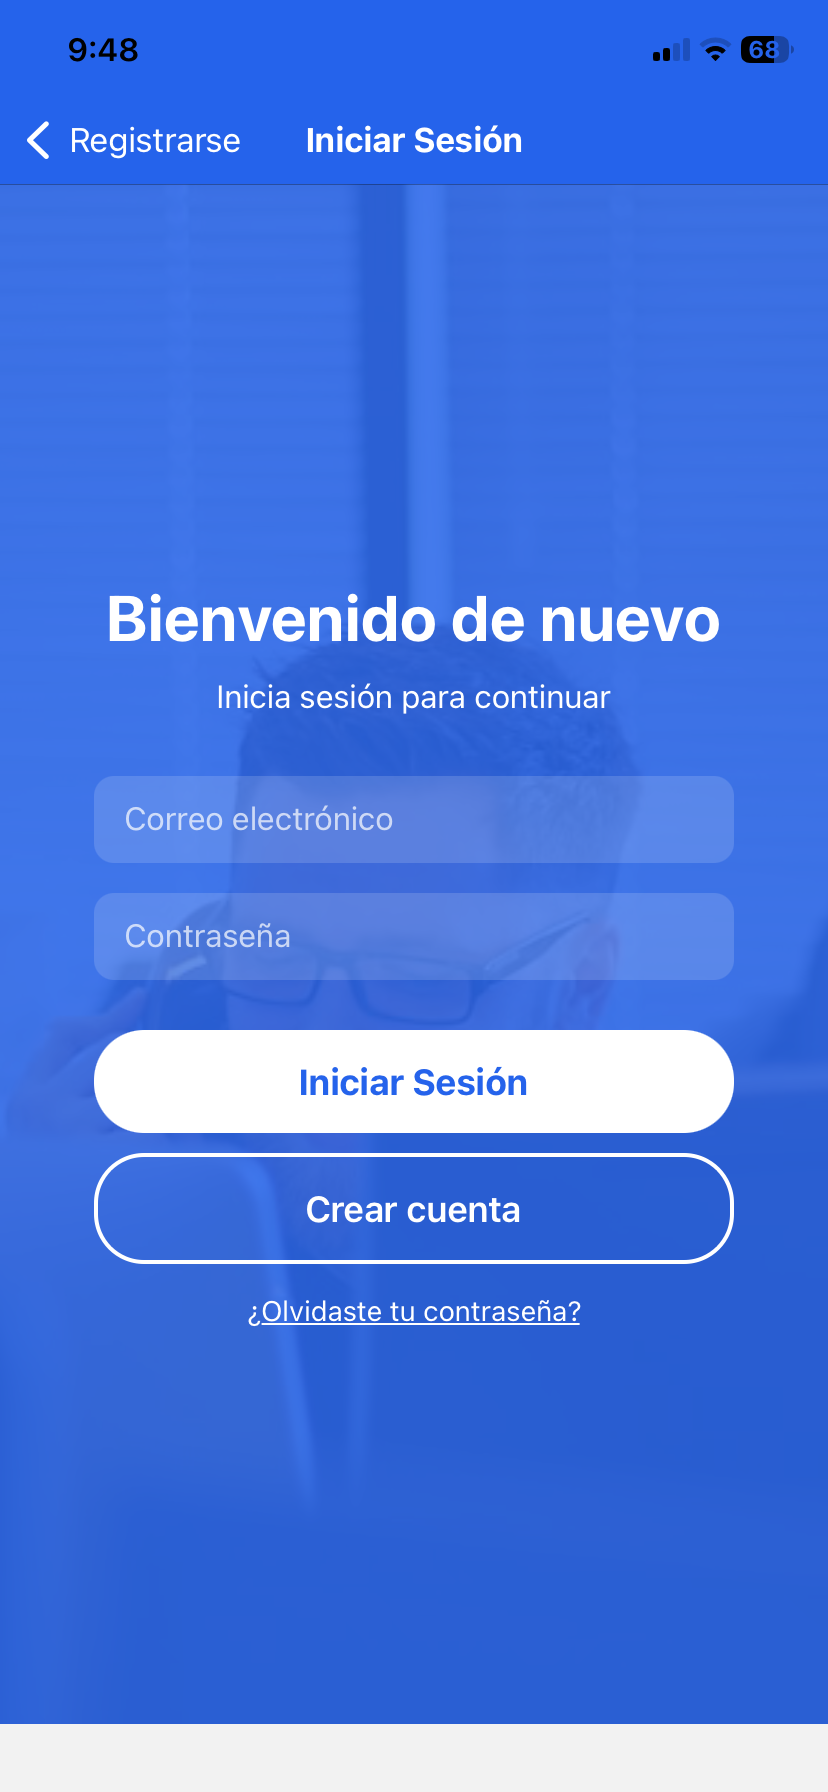 9:48
68
Registrarse
Iniciar Sesión
Bienvenido de nuevo
Inicia sesión para continuar
Correo electrónico
Contraseña
Iniciar Sesión
Crear cuenta
¿Olvidaste tu contraseña?